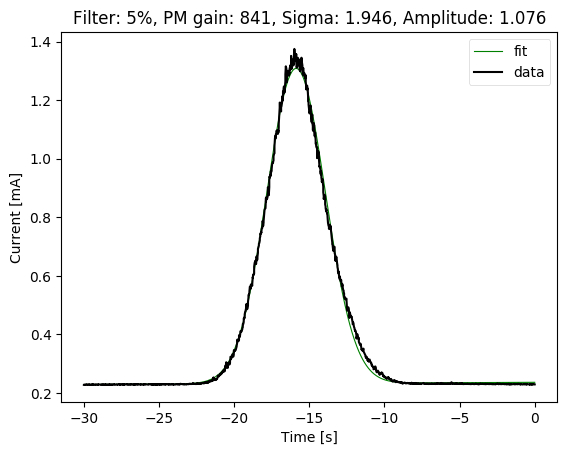 Filter: 5%, PM gain: 841, Sigma: 1.946, Amplitude: 1.076
fit
data
1.4
1.2
1.0
0.8
0.6
0.4
0.2
Current [mA]
−30
−25
−20
−15
−10
−5
0
Time [s]